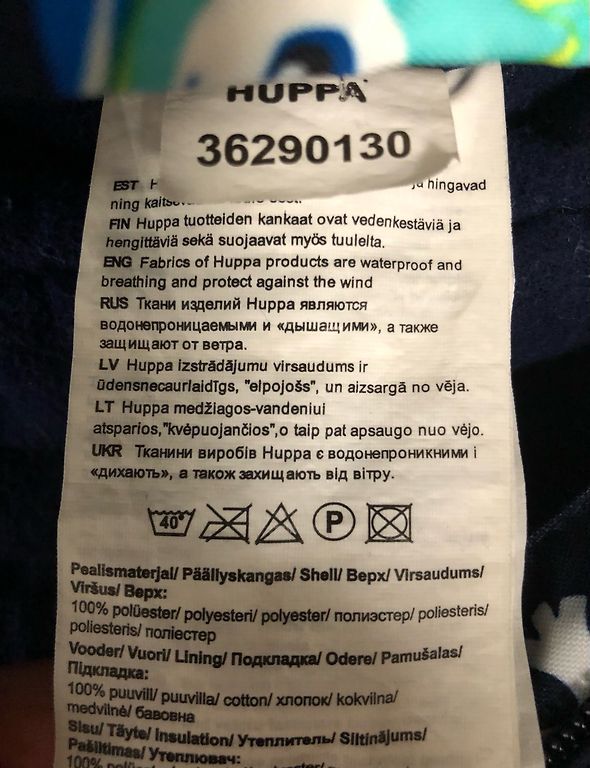 HUPPA
36290130
EST
hingavad
ning
FIN Huppa tuotteiden kankaat ovat vedenkestäviä ja
hengittäviä sekä suojaavat myös tuulelta.
ENG Fabrics of Huppa products are waterproof and
breathing and protect against the wind
RUS Ткани изделий Huppa являются
водонепроницаемыми и «дышащими», а также
защищают от ветра.
LV Huppa izstrādājumu virsaudums ir
ūdensnecaurlaidīgs, "elpojošs", un aizsargā no vēja.
LT Huppa medžiagos-vandeniui
atsparios,"kvėpuojančios",o taip pat apsaugo nuo vėjo.
UKR Тканини виробів Huppa є водонепроникними і
«дихають», а також захищають від вітру.
40° P
Pealismaterjal/ Päällyskangas/ Shell/ Верх/ Virsaudums/
Viršus/ Верх:
100% polüester/ polyesteri/ polyester/ полиэстер/ poliesteris/
poliesteris/ поліестер
Vooder/ Vuori/ Lining/ Подкладка/ Odere/ Pamušalas/
Підкладка:
100% puuvill/ puuvilla/ cotton/ хлопок/ kokvilna/
medvilnė/ бавовна
Sisu/ Täyte/ Insulation/ Утеплитель/ Siltinājums/
Pašiltimas/ Утеплювач:
100%